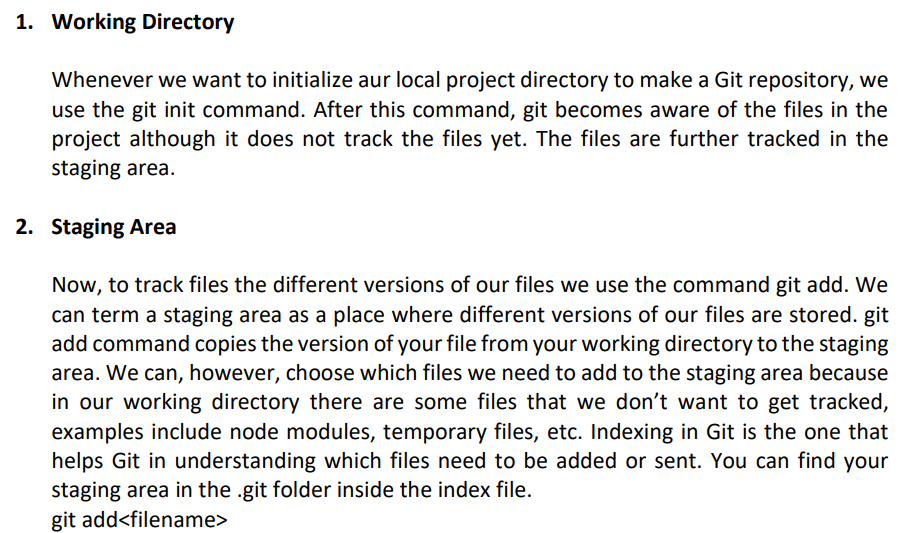 1. Working Directory
Whenever we want to initialize aur local project directory to make a Git repository, we
use the git init command. After this command, git becomes aware of the files in the
project although it does not track the files yet. The files are further tracked in the
staging area.
2. Staging Area
Now, to track files the different versions of our files we use the command git add. We
can term a staging area as a place where different versions of our files are stored. git
add command copies the version of your file from your working directory to the staging
area. We can, however, choose which files we need to add to the staging area because
in our working directory there are some files that we don’t want to get tracked,
examples include node modules, temporary files, etc. Indexing in Git is the one that
helps Git in understanding which files need to be added or sent. You can find your
staging area in the .git folder inside the index file.
git add<filename>